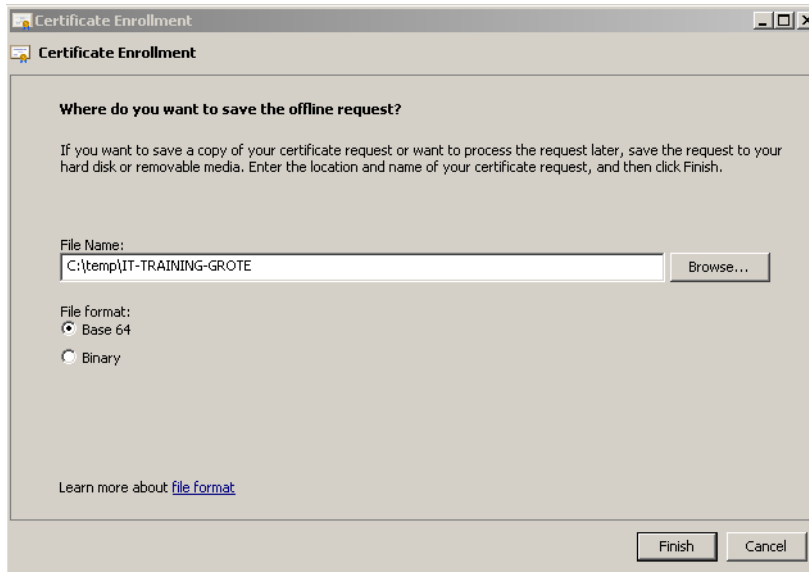 Certificate Enrollment
Certificate Enrollment
Where do you want to save the offline request?
If you want to save a copy of your certificate request or want to process the request later, save the request to your
hard disk or removable media. Enter the location and name of your certificate request, and then click Finish.
File Name:
C:\temp\IT-TRAINING-GROTE
Browse...
File format:
Base 64
Binary
Learn more about file format
Finish
Cancel